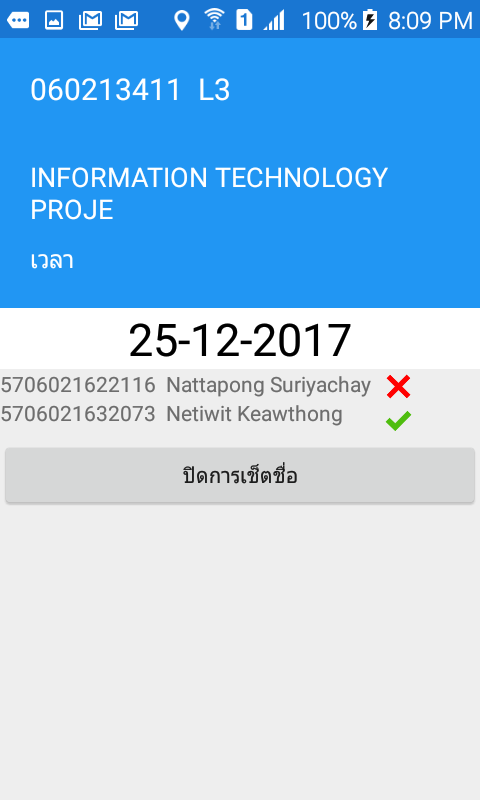 1 100% 8:09 PM
060213411 L3
INFORMATION TECHNOLOGY
PROJE
เวลา
25-12-2017
5706021622116 Nattapong Suriyachay
5706021632073 Netiwit Keawthong
ปิดการเช็ตชื่อ